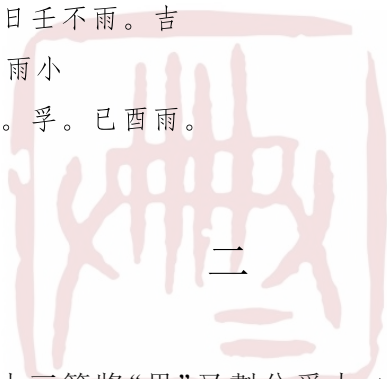 日壬不雨。吉
雨小
。孚。已酉雨。
二